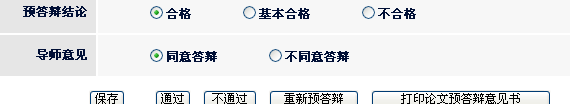 预答辩结论 合格 基本合格 不合格
导师意见 同意答辩 不同意答辩
保存 通过 不通过 重新预答辩 打印论文预答辩意见书